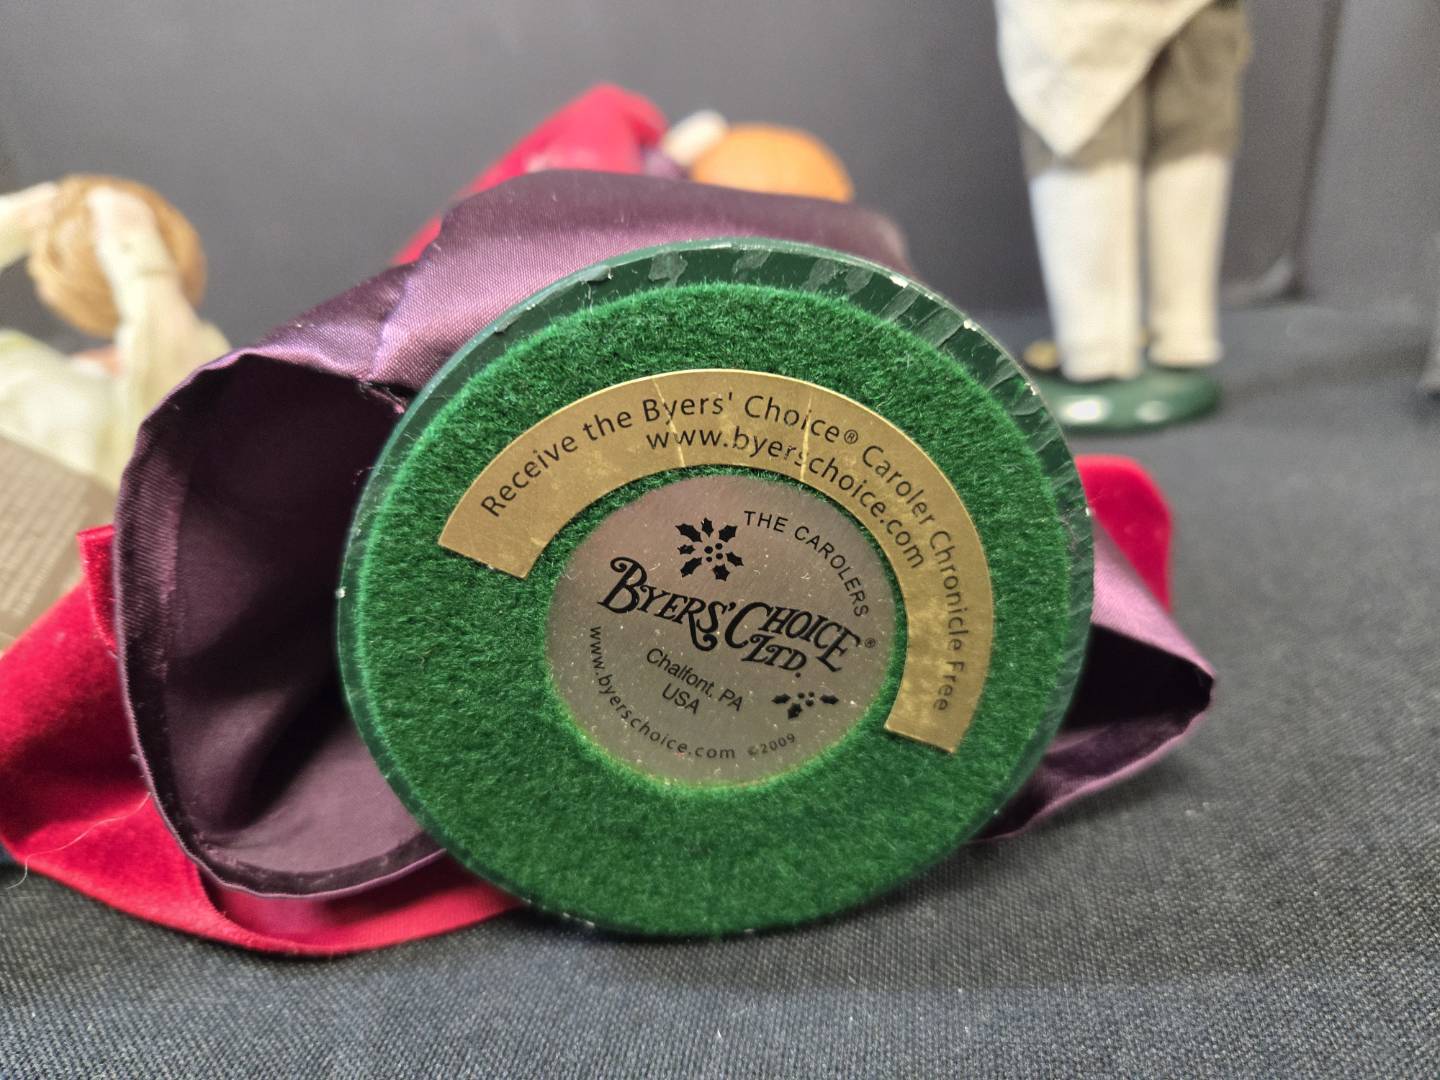 Receive the Byers' Choice® Caroler Chronicle Free
www.byerschoice.com
THE CAROLERS®
BYERS' CHOICE
LTD.
Chalfont, PA
USA
www.byerschoice.com ©2009